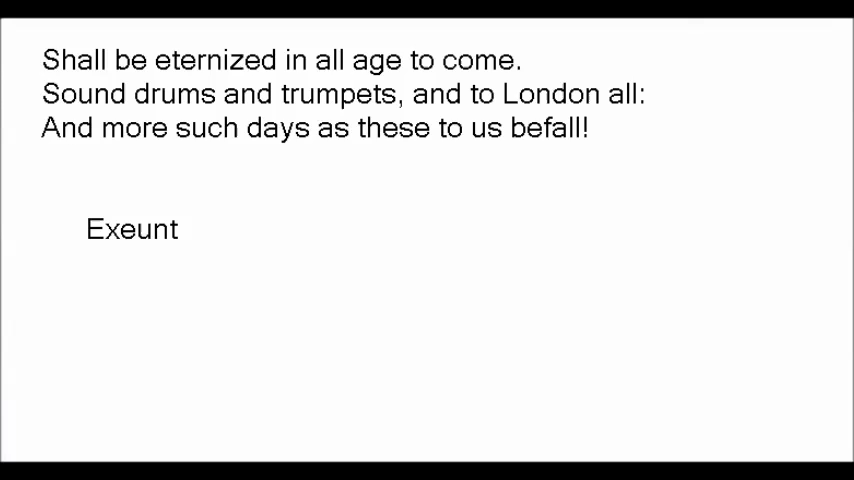 Shall be eternized in all age to come.
Sound drums and trumpets, and to London all:
And more such days as these to us befall!
Exeunt